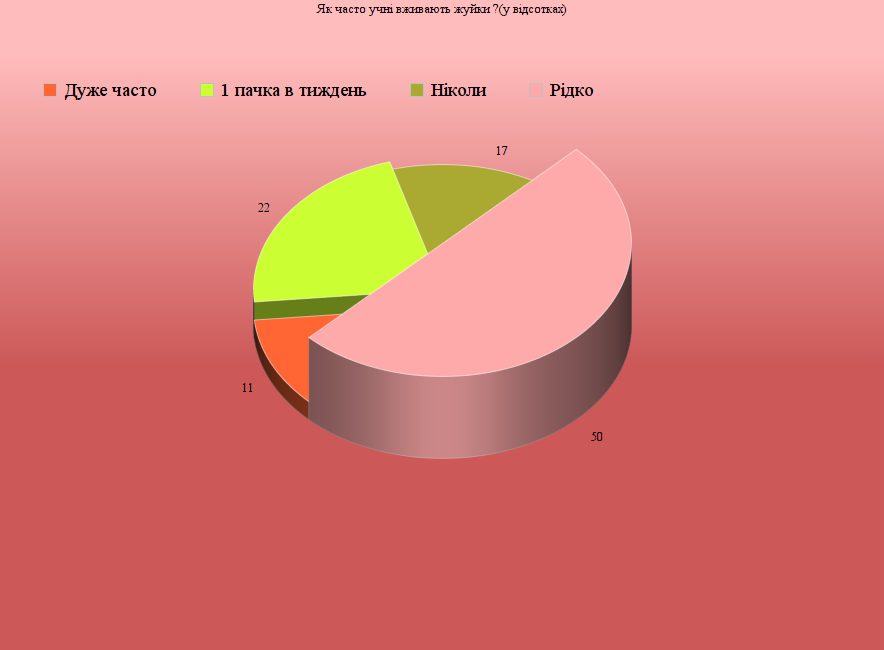 Як часто учні вживають жуйки ?(у відсотках)
Дуже часто 1 пачка в тиждень Ніколи Рідко
17
22
11
50